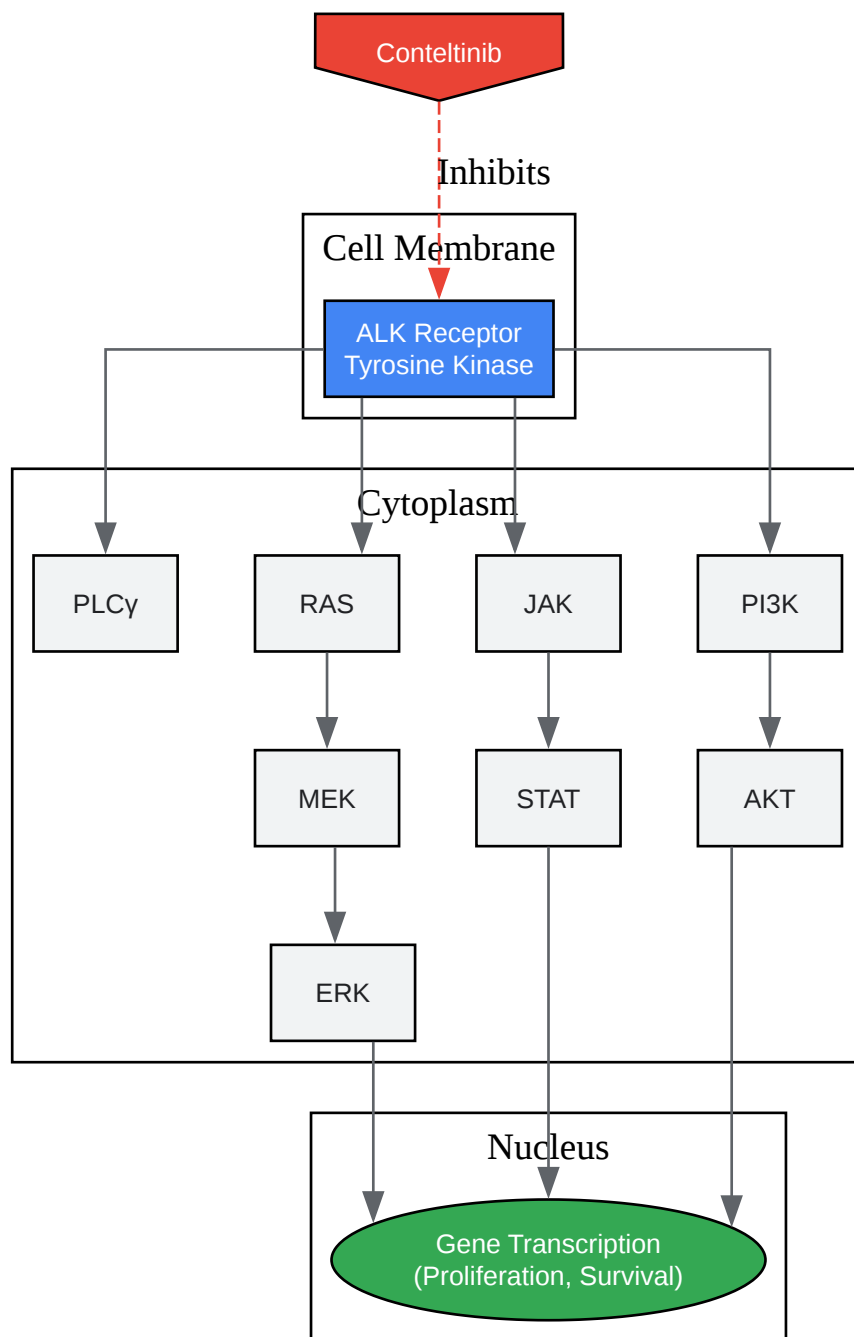 Conteltinib
Inhibits
Cell Membrane
ALK Receptor
Tyrosine Kinase
Cytoplasm
PLCγ
RAS
JAK
PI3K
MEK
STAT
AKT
ERK
Nucleus
Gene Transcription
(Proliferation, Survival)